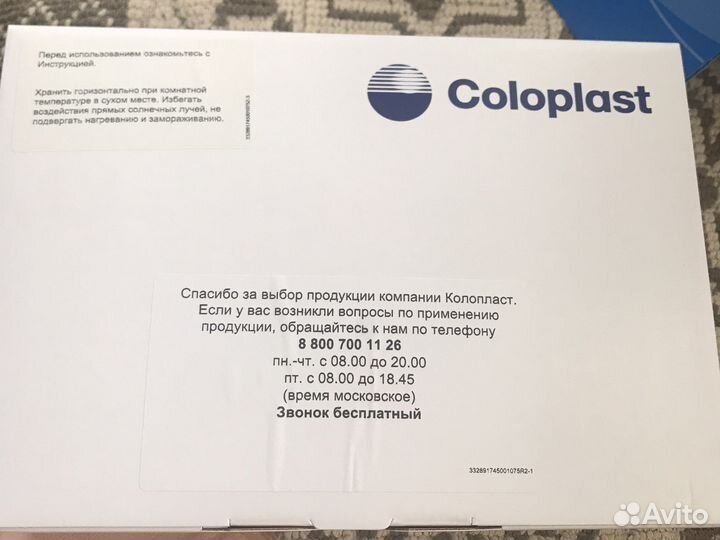 Перед использованием ознакомьтесь с
Инструкцией.
Хранить горизонтально при комнатной
температуре в сухом месте. Избегать
воздействия прямых солнечных лучей, не
подвергать нагреванию и замораживанию.
Coloplast
Спасибо за выбор продукции компании Колопласт.
Если у вас возникли вопросы по применению
продукции, обращайтесь к нам по телефону
8 800 700 11 26
пн.-чт. с 08.00 до 20.00
пт. с 08.00 до 18.45
(время московское)
Звонок бесплатный
332891745001075R2-1
Avito